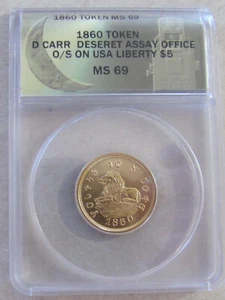 1860 TOKEN MS 69
1860 TOKEN
D CARR DESERET ASSAY OFFICE
O/S ON USA LIBERTY $5
MS 69
1860